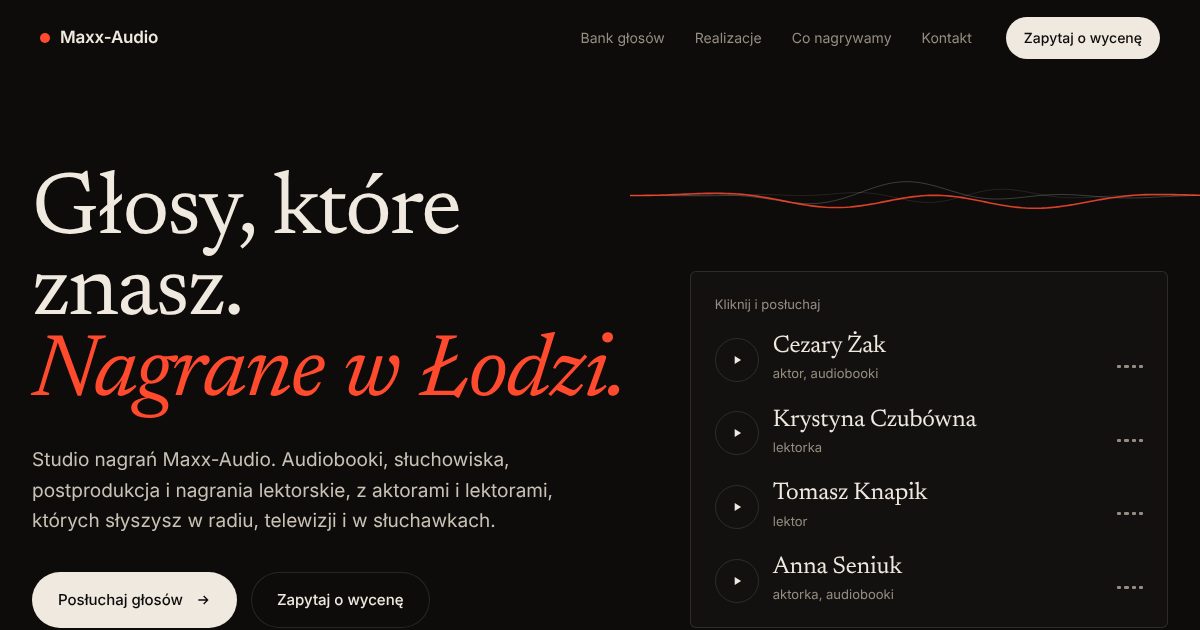 Maxx-Audio
Bank głosów
Realizacje
Co nagrywamy
Kontakt
Zapytaj o wycenę
Głosy, które
znasz.
Nagrane w Łodzi.
Studio nagrań Maxx-Audio. Audiobooki, słuchowiska,
postprodukcja i nagrania lektorskie, z aktorami i lektorami,
których słyszysz w radiu, telewizji i w słuchawkach.
Posłuchaj głosów →
Zapytaj o wycenę
Kliknij i posłuchaj
Cezary Żak
aktor, audiobooki
Krystyna Czubówna
lektorka
Tomasz Knapik
lektor
Anna Seniuk
aktorka, audiobooki